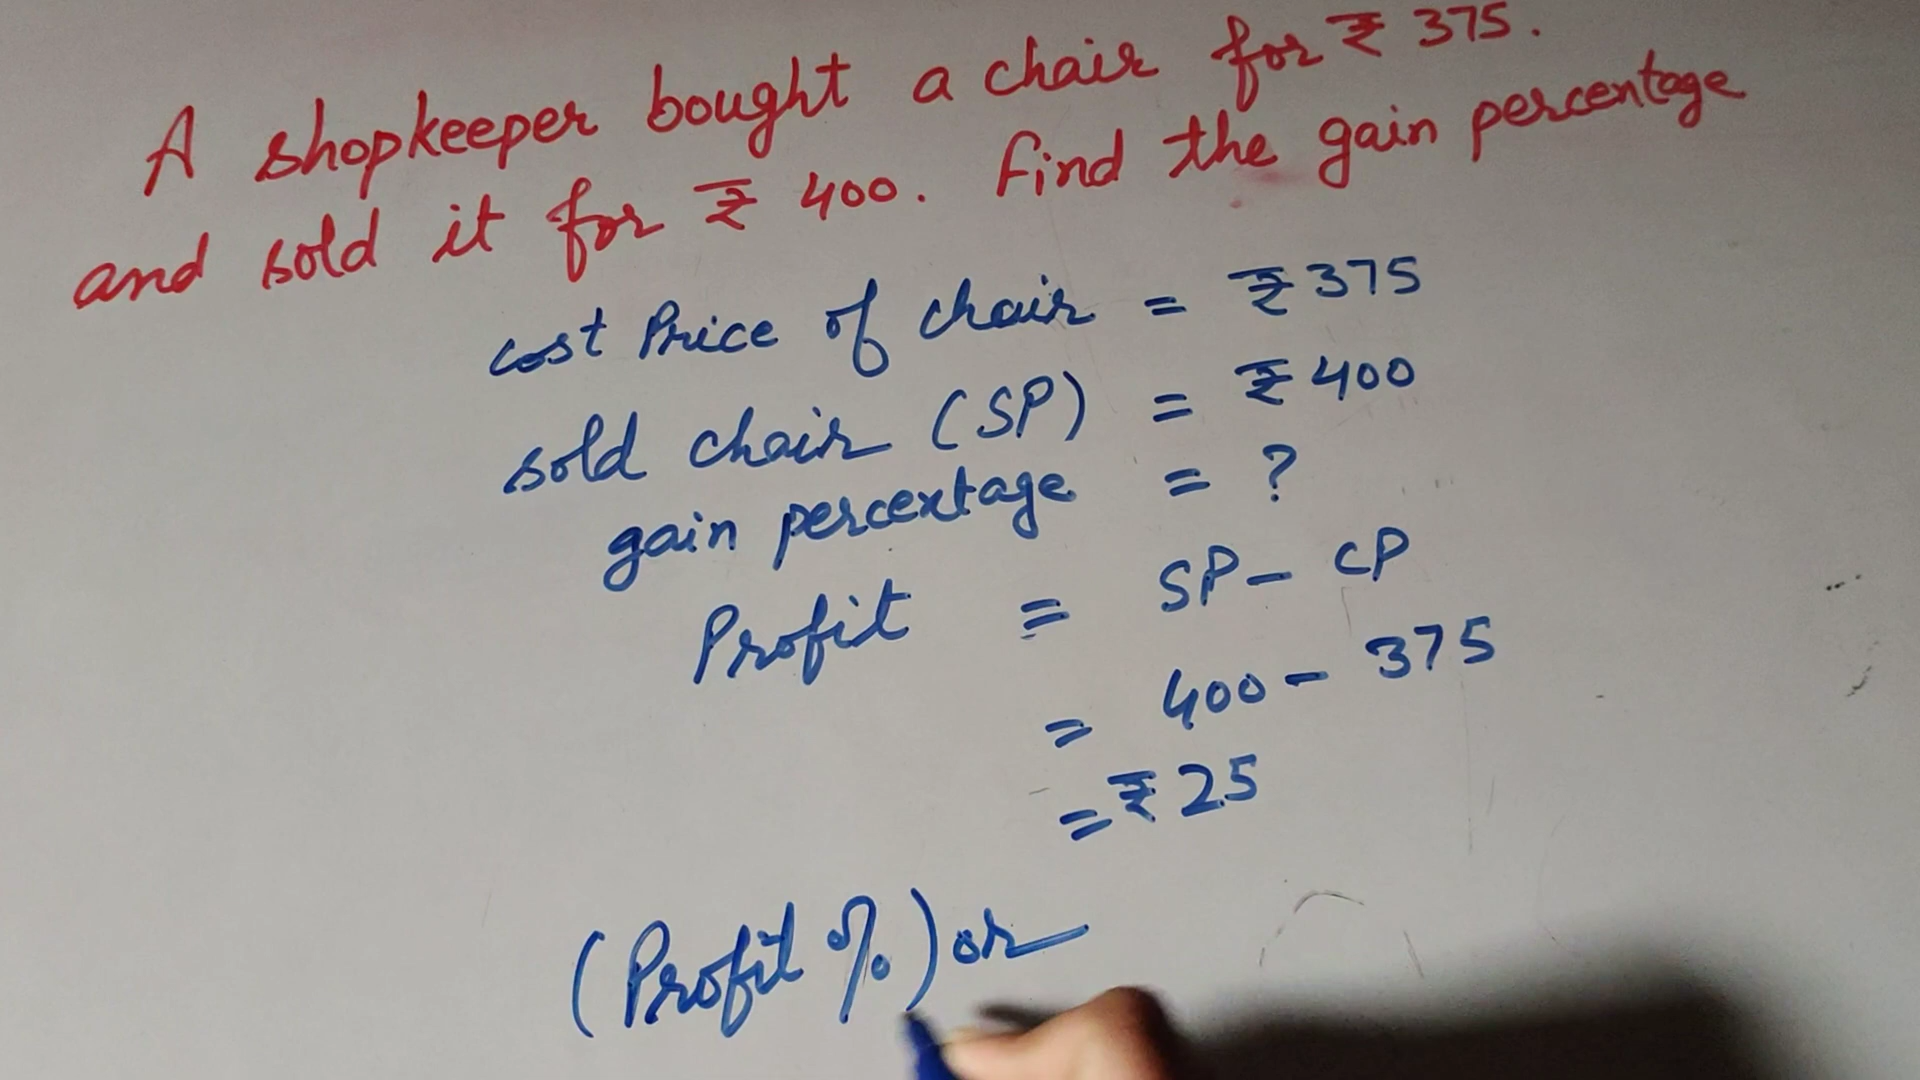 A shopkeeper bought a chair for ₹ 375.
and sold it for ₹ 400. Find the gain percentage
cost Price of chair = ₹ 375
sold chair (SP) = ₹ 400
gain percentage = ?
Profit = SP - CP
= 400 - 375
= ₹ 25
(Profit %) or